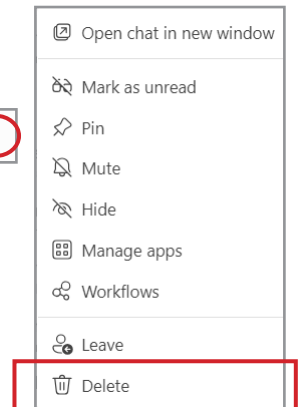 Open chat in new window
Mark as unread
Pin
Mute
Hide
Manage apps
Workflows
Leave
Delete